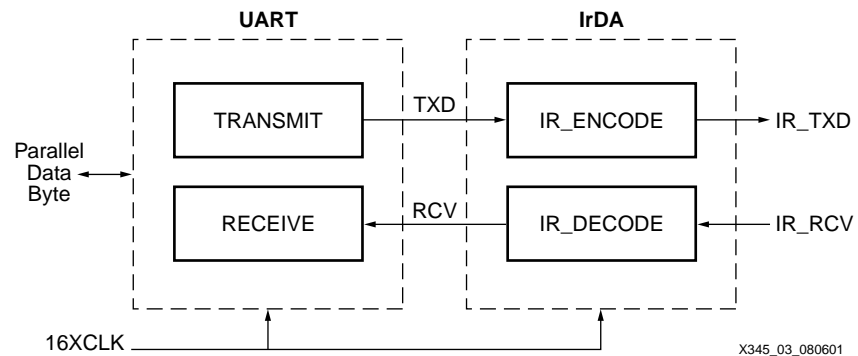 UART
IrDA
TRANSMIT
TXD
IR_ENCODE
IR_TXD
Parallel
Data
Byte
RECEIVE
RCV
IR_DECODE
IR_RCV
16XCLK
X345_03_080601